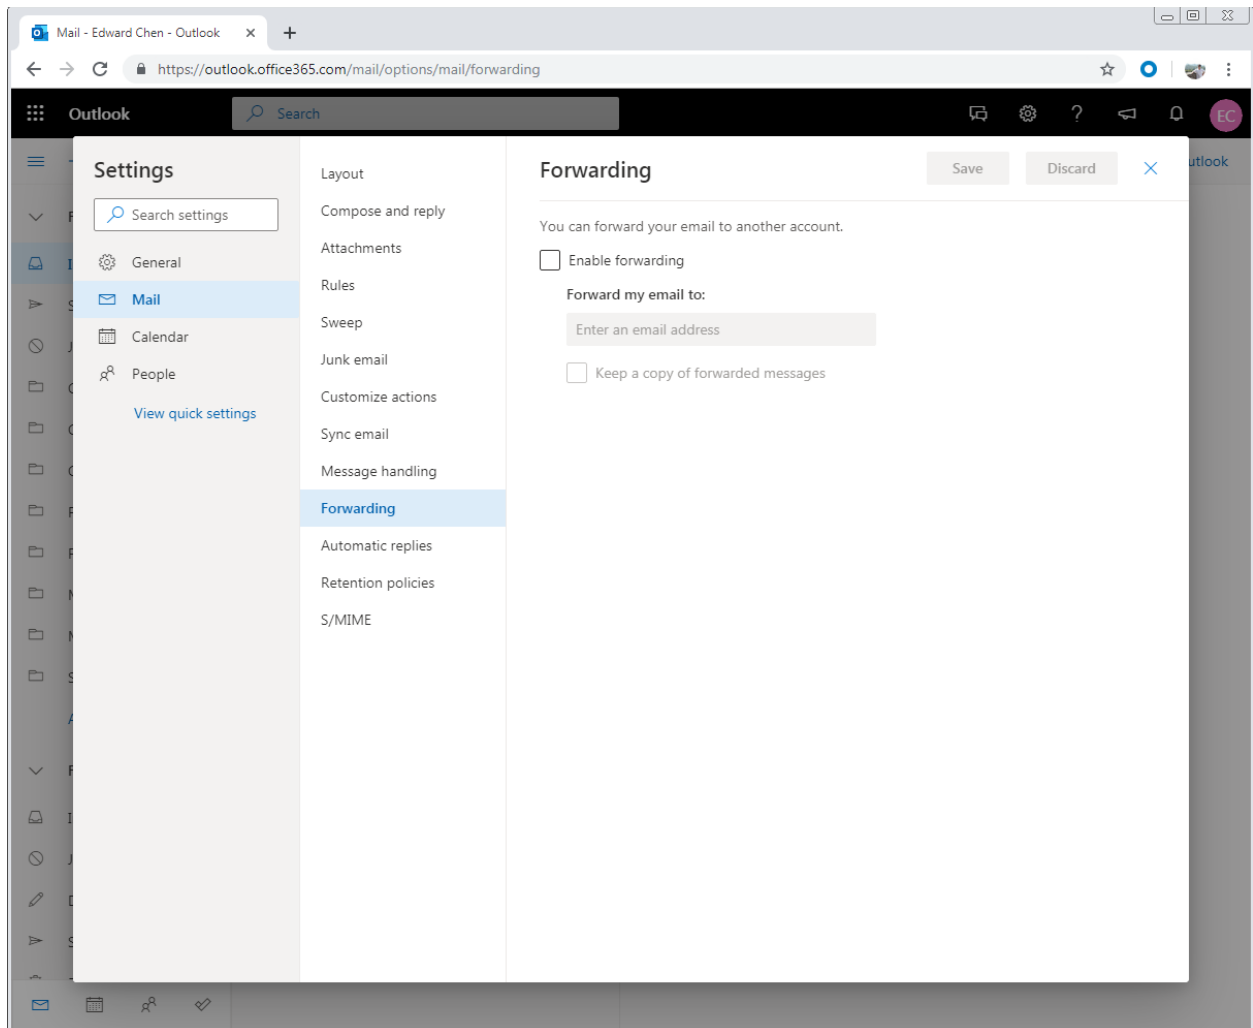 Mail - Edward Chen - Outlook
https://outlook.office365.com/mail/options/mail/forwarding
Outlook
Search
EC
utlook
Settings
Search settings
General
Mail
Calendar
People
View quick settings
Layout
Compose and reply
Attachments
Rules
Sweep
Junk email
Customize actions
Sync email
Message handling
Forwarding
Automatic replies
Retention policies
S/MIME
Forwarding
Save
Discard
You can forward your email to another account.
Enable forwarding
Forward my email to:
Enter an email address
Keep a copy of forwarded messages